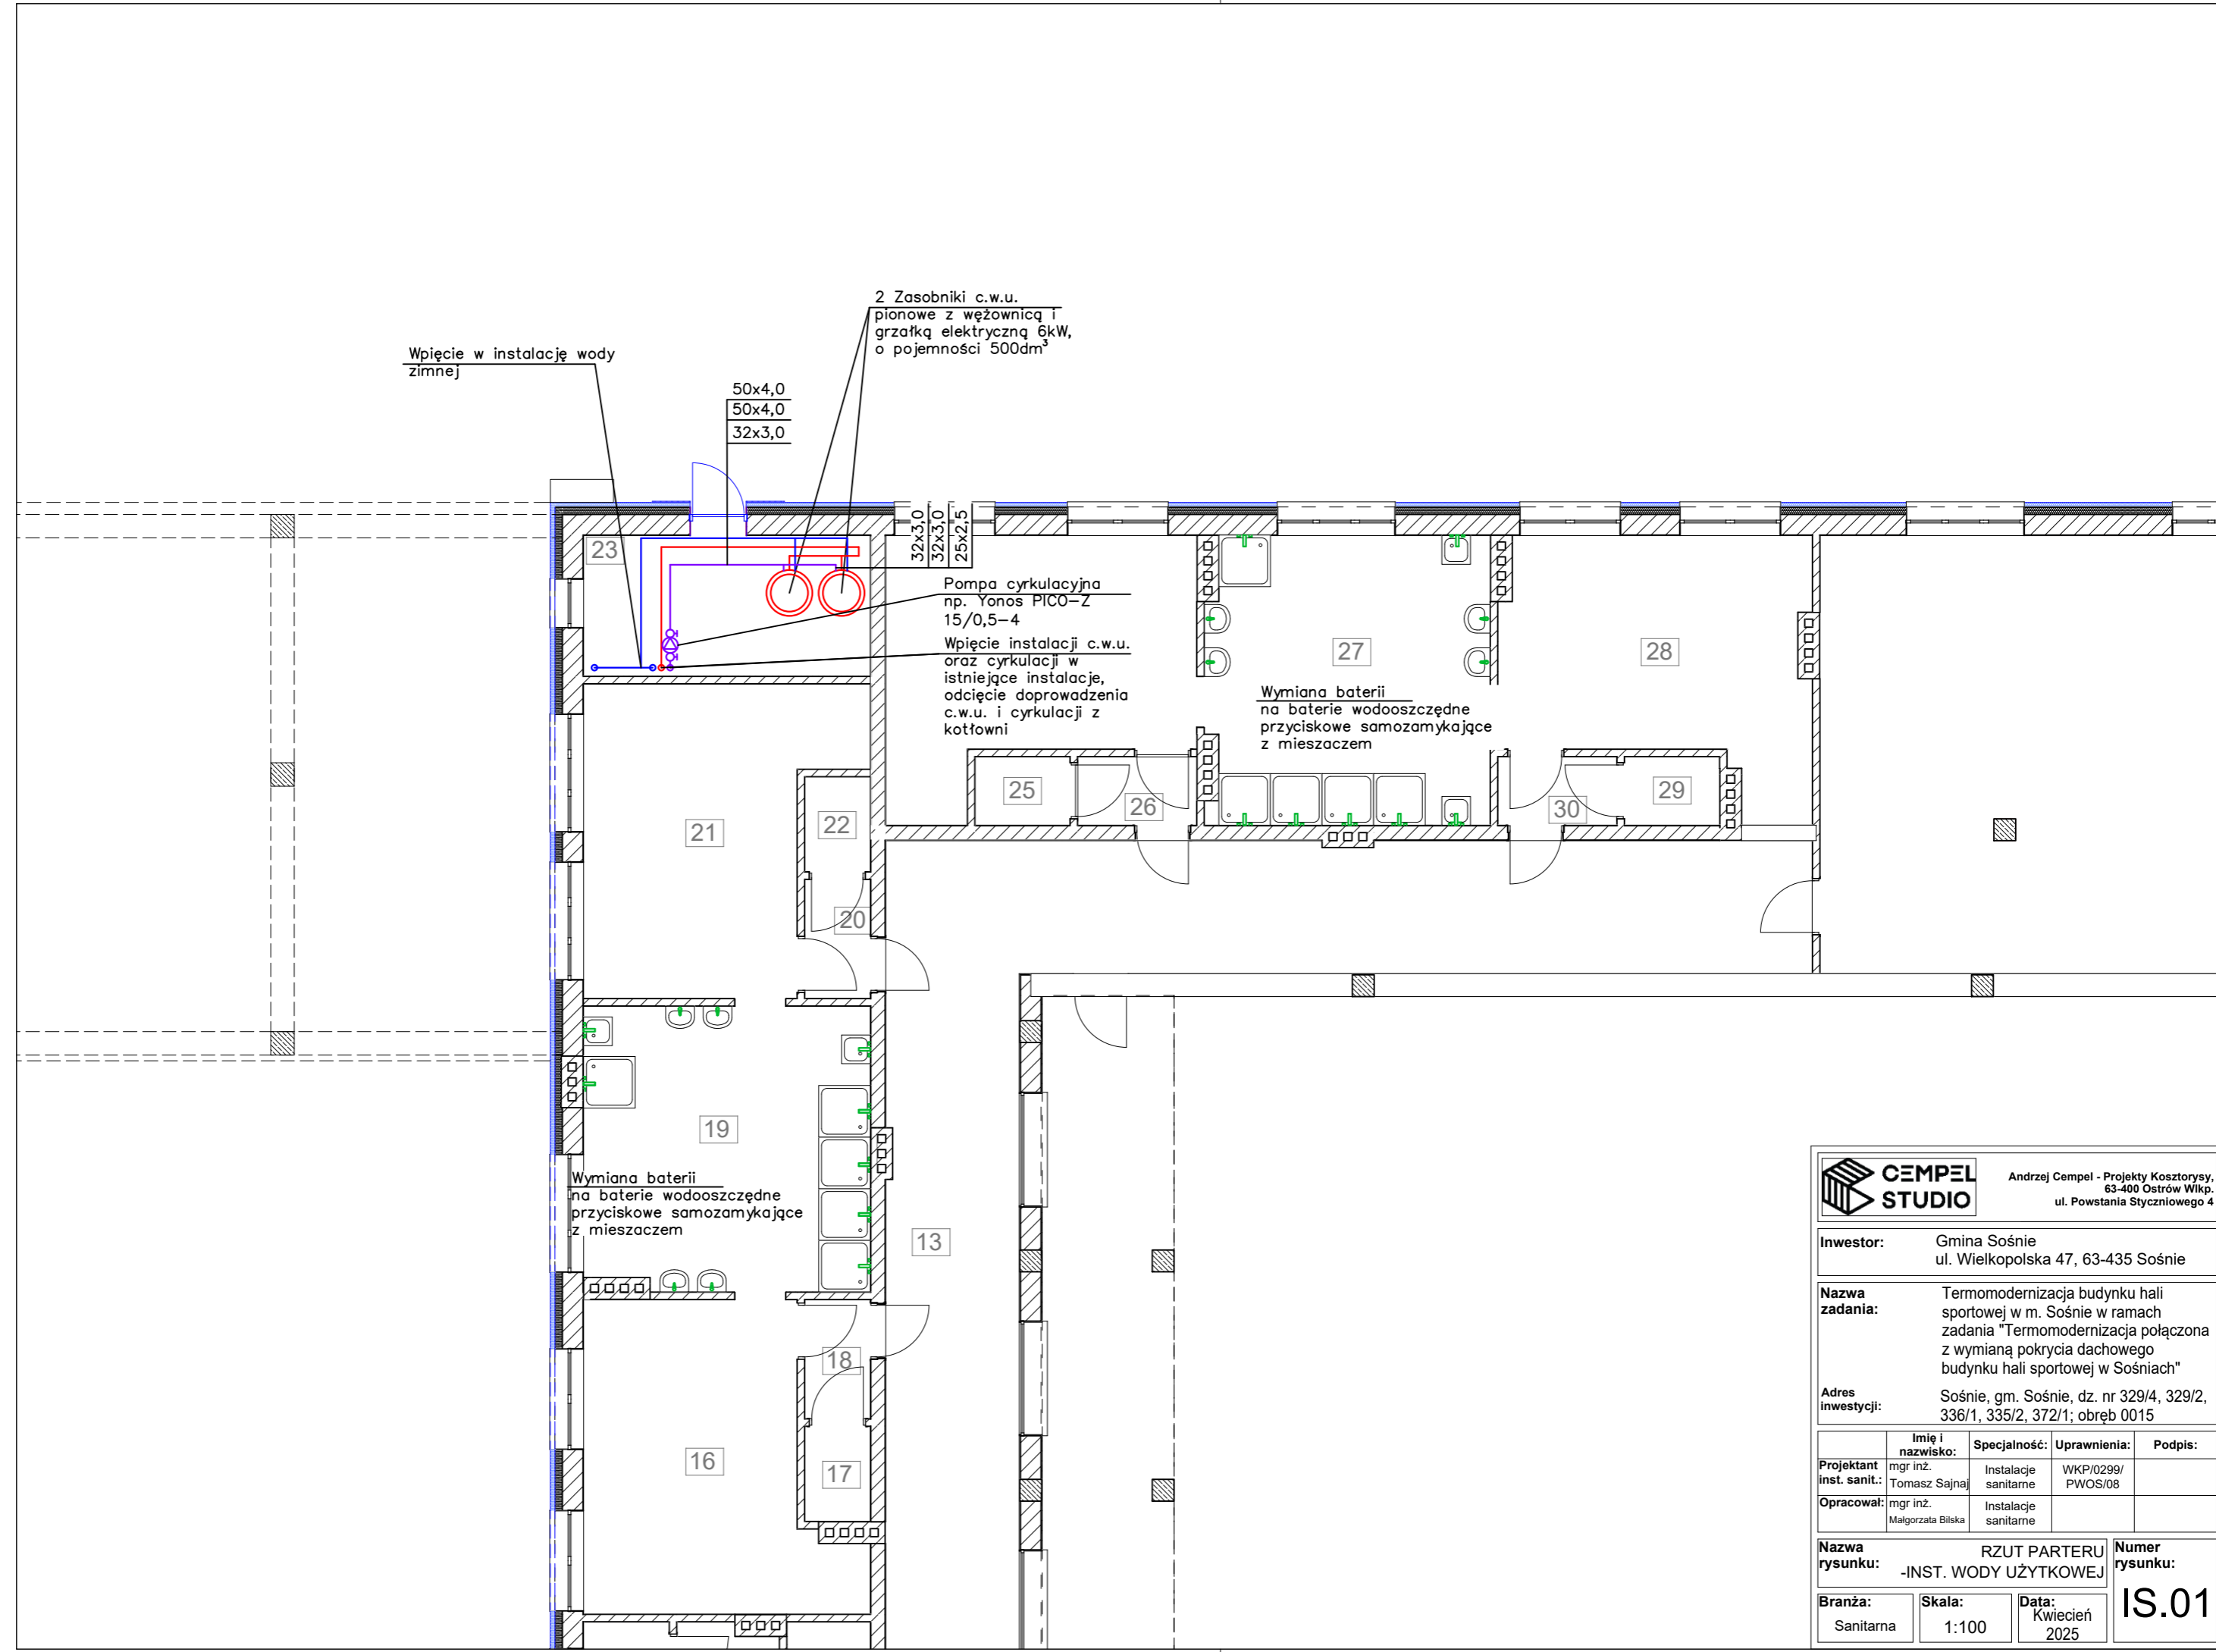 2 Zasobniki c.w.u.
pionowe z wężownicą i
grzałką elektryczną 6kW,
o pojemności 500dm³
Wpięcie w instalację wody
zimnej
50x4,0
50x4,0
32x3,0
32x3,0
32x3,0
25x2,5
23
Pompa cyrkulacyjna
np. Yonos PICO-Z
15/0,5-4
Wpięcie instalacji c.w.u.
oraz cyrkulacji w
istniejące instalacje,
odcięcie doprowadzenia
c.w.u. i cyrkulacji z
kotłowni
27
28
Wymiana baterii
na baterie wodooszczędne
przyciskowe samozamykające
z mieszaczem
25
26
30
29
21
22
20
19
Wymiana baterii
na baterie wodooszczędne
przyciskowe samozamykające
z mieszaczem
13
18
16
17
CEMPEL
STUDIO
Andrzej Cempel - Projekty Kosztorysy,
63-400 Ostrów Wlkp.
ul. Powstania Styczniowego 4
Inwestor:
Gmina Sośnie
ul. Wielkopolska 47, 63-435 Sośnie
Nazwa
zadania:
Termomodernizacja budynku hali
sportowej w m. Sośnie w ramach
zadania "Termomodernizacja połączona
z wymianą pokrycia dachowego
budynku hali sportowej w Sośniach"
Adres
inwestycji:
Sośnie, gm. Sośnie, dz. nr 329/4, 329/2,
336/1, 335/2, 372/1; obręb 0015
Imię i
nazwisko:
Specjalność:
Uprawnienia:
Podpis:
Projektant
inst. sanit.:
mgr inż.
Tomasz Sajnaj
Instalacje
sanitarne
WKP/0299/
PWOS/08
Opracował:
mgr inż.
Małgorzata Bilska
Instalacje
sanitarne
Nazwa
rysunku:
RZUT PARTERU
-INST. WODY UŻYTKOWEJ
Numer
rysunku:
IS.01
Branża:
Sanitarna
Skala:
1:100
Data:
Kwiecień
2025